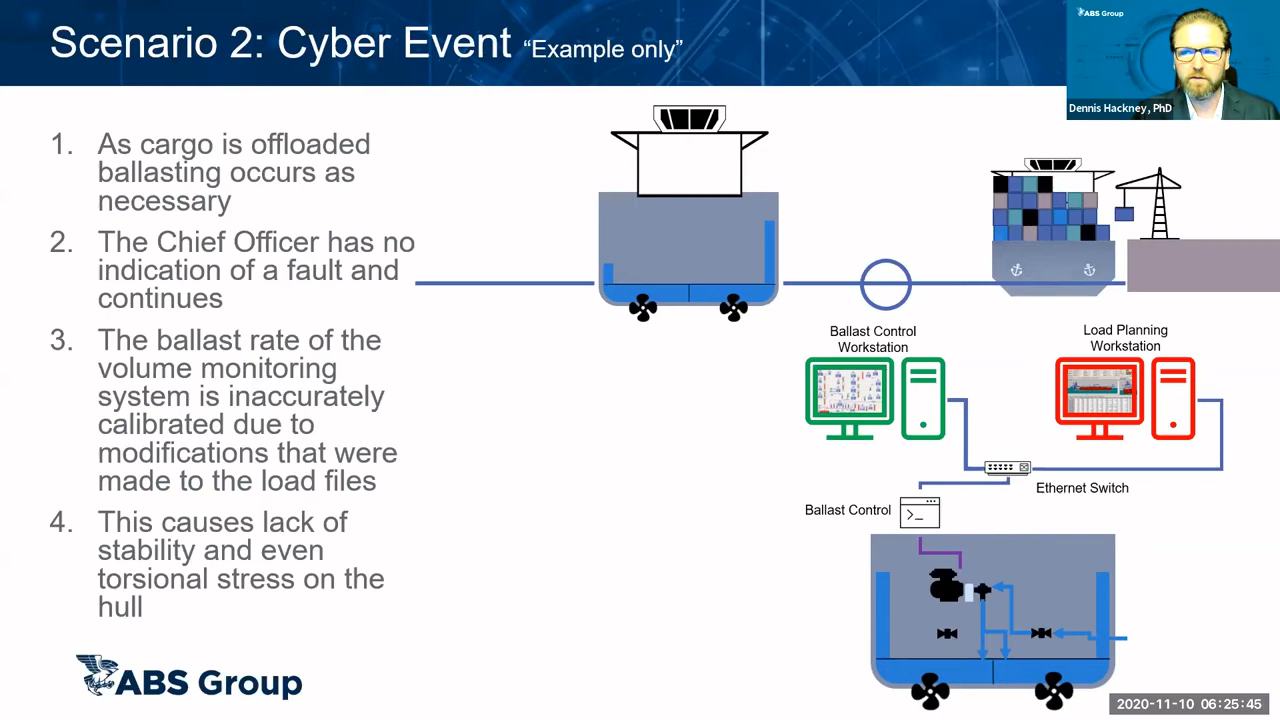 Scenario 2: Cyber Event “Example only”
ABS Group
Dennis Hackney, PhD
1. As cargo is offloaded
ballasting occurs as
necessary
2. The Chief Officer has no
indication of a fault and
continues
3. The ballast rate of the
volume monitoring
system is inaccurately
calibrated due to
modifications that were
made to the load files
4. This causes lack of
stability and even
torsional stress on the
hull
Ballast Control
Workstation
Load Planning
Workstation
Ethernet Switch
Ballast Control
>_
ABS Group
2020-11-10 06:25:45